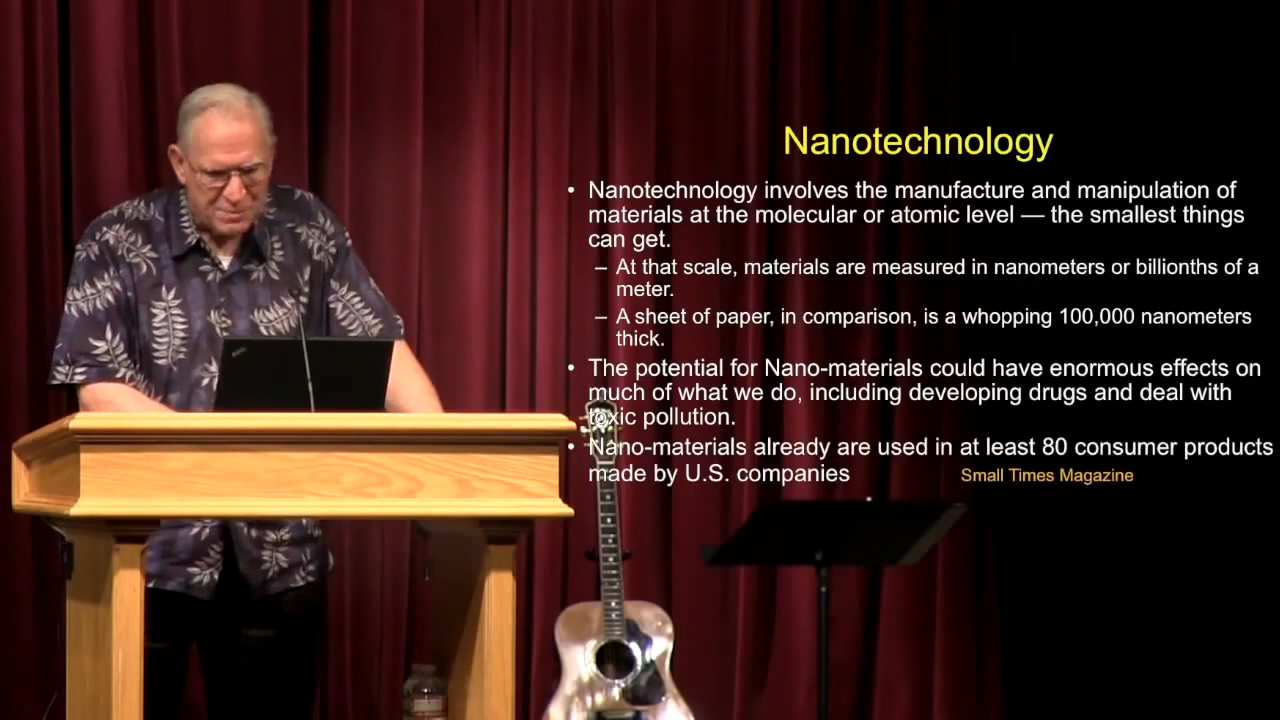 Nanotechnology
• Nanotechnology involves the manufacture and manipulation of
materials at the molecular or atomic level — the smallest things
can get.
– At that scale, materials are measured in nanometers or billionths of a
meter.
– A sheet of paper, in comparison, is a whopping 100,000 nanometers
thick.
• The potential for Nano-materials could have enormous effects on
much of what we do, including developing drugs and deal with
toxic pollution.
• Nano-materials already are used in at least 80 consumer products
made by U.S. companies Small Times Magazine